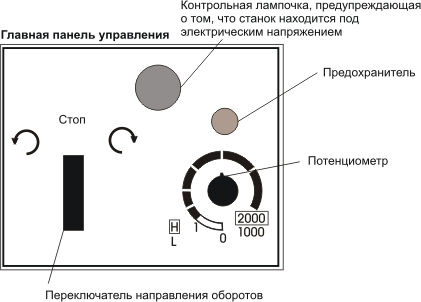 Контрольная лампочка, предупреждающая
о том, что станок находится под
электрическим напряжением
Главная панель управления
Предохранитель
Стоп
Потенциометр
H
L
1
0
2000
1000
Переключатель направления оборотов